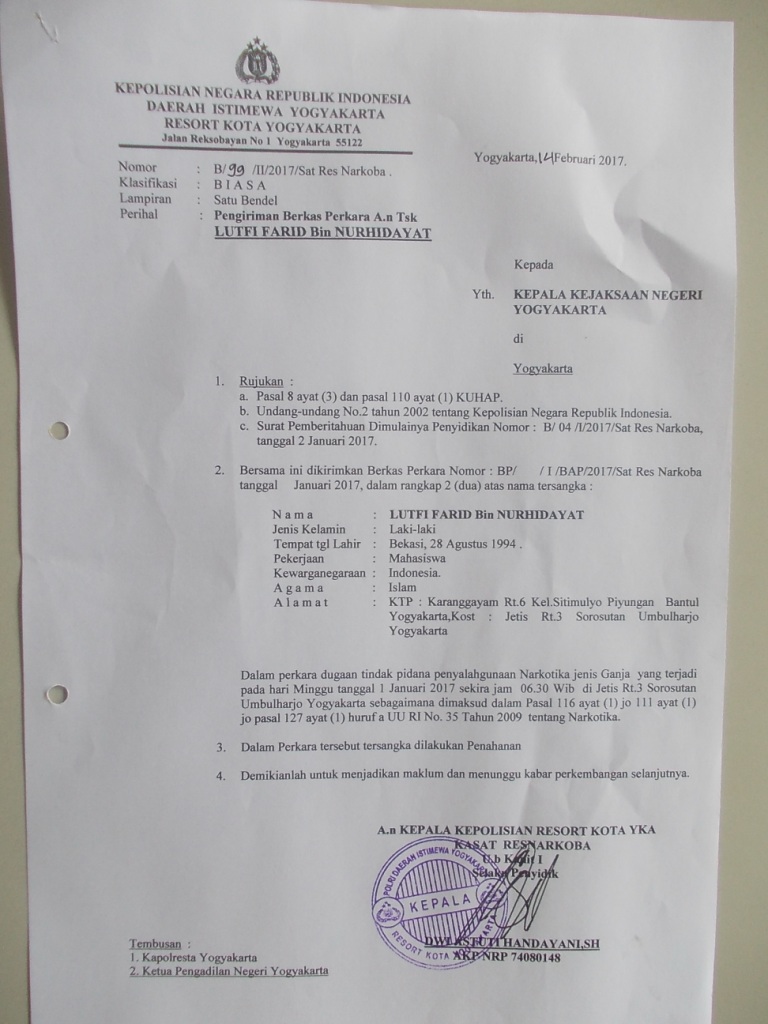 KEPOLISIAN NEGARA REPUBLIK INDONESIA
DAERAH ISTIMEWA YOGYAKARTA
RESORT KOTA YOGYAKARTA
Jalan Reksobayan No 1 Yogyakarta 55122
Yogyakarta,14Februari 2017.
Nomor : B/ 99 /II/2017/Sat Res Narkoba .
Klasifikasi : B I A S A
Lampiran : Satu Bendel
Perihal : Pengiriman Berkas Perkara A.n Tsk
LUTFI FARID Bin NURHIDAYAT
Kepada
Yth. KEPALA KEJAKSAAN NEGERI
YOGYAKARTA
di
Yogyakarta
1. Rujukan :
a. Pasal 8 ayat (3) dan pasal 110 ayat (1) KUHAP.
b. Undang-undang No.2 tahun 2002 tentang Kepolisian Negara Republik Indonesia.
c. Surat Pemberitahuan Dimulainya Penyidikan Nomor : B/ 04 /I/2017/Sat Res Narkoba,
tanggal 2 Januari 2017.
2. Bersama ini dikirimkan Berkas Perkara Nomor : BP/ / I /BAP/2017/Sat Res Narkoba
tanggal Januari 2017, dalam rangkap 2 (dua) atas nama tersangka :
N a m a : LUTFI FARID Bin NURHIDAYAT
Jenis Kelamin : Laki-laki
Tempat tgl Lahir : Bekasi, 28 Agustus 1994 .
Pekerjaan : Mahasiswa
Kewarganegaraan : Indonesia.
A g a m a : Islam
A l a m a t : KTP : Karanggayam Rt.6 Kel.Sitimulyo Piyungan Bantul
Yogyakarta,Kost : Jetis Rt.3 Sorosutan Umbulharjo
Yogyakarta
Dalam perkara dugaan tindak pidana penyalahgunaan Narkotika jenis Ganja yang terjadi
pada hari Minggu tanggal 1 Januari 2017 sekira jam 06.30 Wib di Jetis Rt.3 Sorosutan
Umbulharjo Yogyakarta sebagaimana dimaksud dalam Pasal 116 ayat (1) jo 111 ayat (1)
jo pasal 127 ayat (1) huruf a UU RI No. 35 Tahun 2009 tentang Narkotika.
3. Dalam Perkara tersebut tersangka dilakukan Penahanan
4. Demikianlah untuk menjadikan maklum dan menunggu kabar perkembangan selanjutnya.
A.n KEPALA KEPOLISIAN RESORT KOTA YKA
KASAT RESNARKOBA
U.b Kanit I
Selaku Penyidik
POLRI DAERAH ISTIMEWA YOGYAKARTA
KEPALA
RESORT KOTA YOGYAKARTA
DWI ASTUTI HANDAYANI,SH
AKP NRP 74080148
Tembusan :
1. Kapolresta Yogyakarta
2. Ketua Pengadilan Negeri Yogyakarta